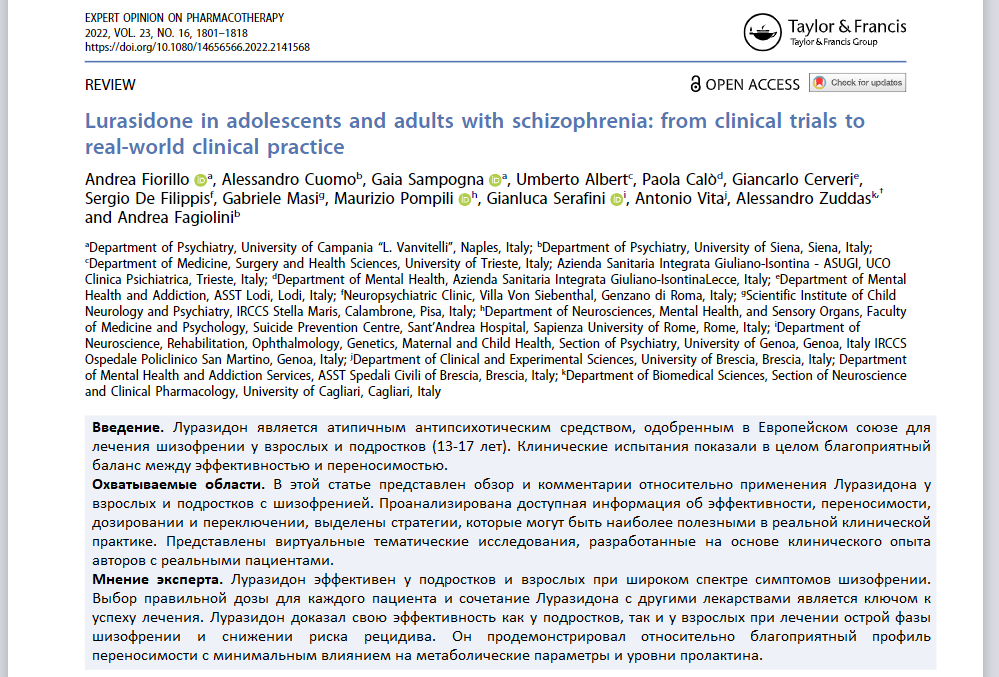 EXPERT OPINION ON PHARMACOTHERAPY
2022, VOL. 23, NO. 16, 1801–1818
https://doi.org/10.1080/14656566.2022.2141568
Taylor & Francis
Taylor & Francis Group
REVIEW
OPEN ACCESS
Check for updates
Lurasidone in adolescents and adults with schizophrenia: from clinical trials to
real-world clinical practice
Andrea Fiorillo iDᵃ, Alessandro Cuomoᵇ, Gaia Sampogna iDᵃ, Umberto Albertᶜ, Paola Calòᵈ, Giancarlo Cerveriᵉ,
Sergio De Filippisᶠ, Gabriele Masiᵍ, Maurizio Pompili iDʰ, Gianluca Serafini iDⁱ, Antonio Vitaʲ, Alessandro Zuddasᵏ,†
and Andrea Fagioliniᵇ
ᵃDepartment of Psychiatry, University of Campania “L. Vanvitelli”, Naples, Italy; ᵇDepartment of Psychiatry, University of Siena, Siena, Italy;
ᶜDepartment of Medicine, Surgery and Health Sciences, University of Trieste, Italy; Azienda Sanitaria Integrata Giuliano-Isontina - ASUGI, UCO
Clinica Psichiatrica, Trieste, Italy; ᵈDepartment of Mental Health, Azienda Sanitaria Integrata Giuliano-IsontinaLecce, Italy; ᵉDepartment of Mental
Health and Addiction, ASST Lodi, Lodi, Italy; ᶠNeuropsychiatric Clinic, Villa Von Siebenthal, Genzano di Roma, Italy; ᵍScientific Institute of Child
Neurology and Psychiatry, IRCCS Stella Maris, Calambrone, Pisa, Italy; ʰDepartment of Neurosciences, Mental Health, and Sensory Organs, Faculty
of Medicine and Psychology, Suicide Prevention Centre, Sant’Andrea Hospital, Sapienza University of Rome, Rome, Italy; ⁱDepartment of
Neuroscience, Rehabilitation, Ophthalmology, Genetics, Maternal and Child Health, Section of Psychiatry, University of Genoa, Genoa, Italy IRCCS
Ospedale Policlinico San Martino, Genoa, Italy; ʲDepartment of Clinical and Experimental Sciences, University of Brescia, Brescia, Italy; Department
of Mental Health and Addiction Services, ASST Spedali Civili of Brescia, Brescia, Italy; ᵏDepartment of Biomedical Sciences, Section of Neuroscience
and Clinical Pharmacology, University of Cagliari, Cagliari, Italy
Введение. Луразидон является атипичным антипсихотическим средством, одобренным в Европейском союзе для
лечения шизофрении у взрослых и подростков (13-17 лет). Клинические испытания показали в целом благоприятный
баланс между эффективностью и переносимостью.
Охватываемые области. В этой статье представлен обзор и комментарии относительно применения Луразидона у
взрослых и подростков с шизофренией. Проанализирована доступная информация об эффективности, переносимости,
дозировании и переключении, выделены стратегии, которые могут быть наиболее полезными в реальной клинической
практике. Представлены виртуальные тематические исследования, разработанные на основе клинического опыта
авторов с реальными пациентами.
Мнение эксперта. Луразидон эффективен у подростков и взрослых при широком спектре симптомов шизофрении.
Выбор правильной дозы для каждого пациента и сочетание Луразидона с другими лекарствами является ключом к
успеху лечения. Луразидон доказал свою эффективность как у подростков, так и у взрослых при лечении острой фазы
шизофрении и снижении риска рецидива. Он продемонстрировал относительно благоприятный профиль
переносимости с минимальным влиянием на метаболические параметры и уровни пролактина.